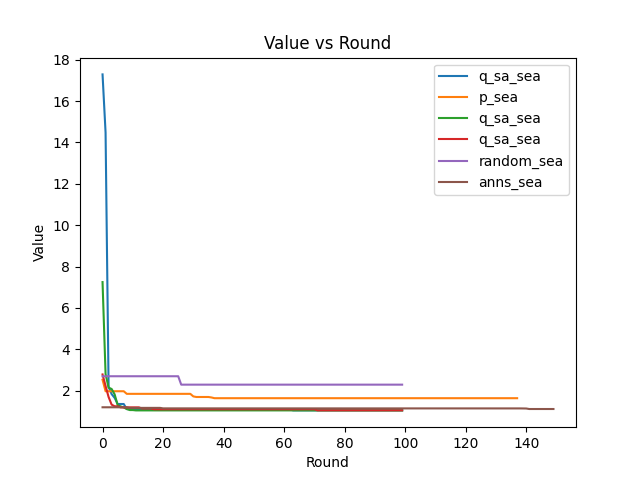 Value vs Round
18
16
14
12
10
8
6
4
2
Value
0
20
40
60
80
100
120
140
Round
q_sa_sea
p_sea
q_sa_sea
q_sa_sea
random_sea
anns_sea